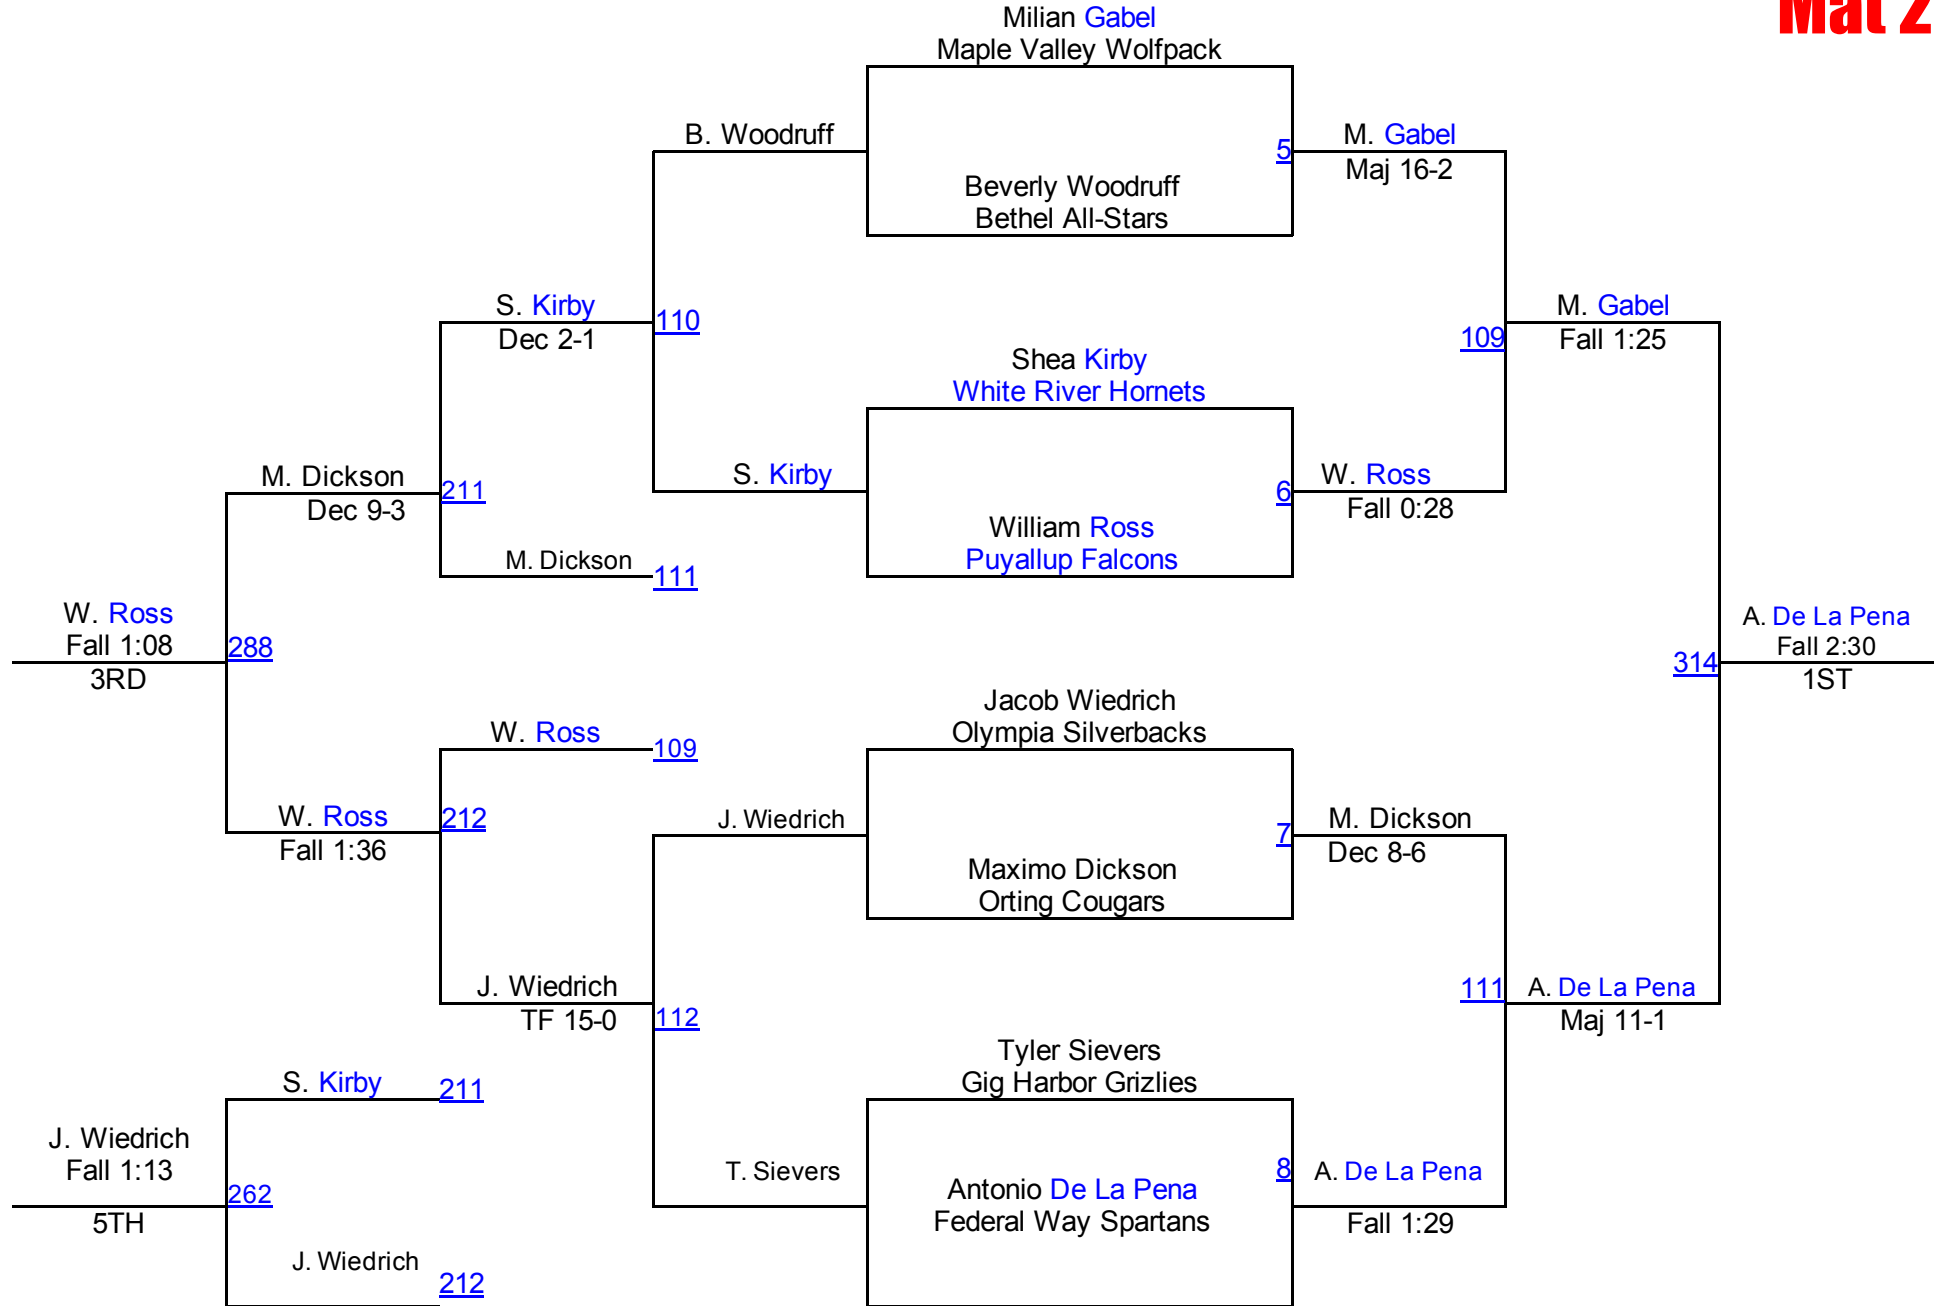 Mat 2
Milian Gabel
Maple Valley Wolfpack
B. Woodruff
5
M. Gabel
Maj 16-2
Beverly Woodruff
Bethel All-Stars
S. Kirby
Dec 2-1
110
M. Gabel
Fall 1:25
109
Shea Kirby
White River Hornets
M. Dickson
Dec 9-3
211
S. Kirby
6
W. Ross
Fall 0:28
William Ross
Puyallup Falcons
M. Dickson
111
W. Ross
Fall 1:08
3RD
288
A. De La Pena
Fall 2:30
1ST
314
Jacob Wiedrich
Olympia Silverbacks
W. Ross
109
W. Ross
Fall 1:36
212
J. Wiedrich
7
M. Dickson
Dec 8-6
Maximo Dickson
Orting Cougars
J. Wiedrich
TF 15-0
112
111
A. De La Pena
Maj 11-1
Tyler Sievers
Gig Harbor Grizlies
S. Kirby
211
J. Wiedrich
Fall 1:13
5TH
262
T. Sievers
8
A. De La Pena
Fall 1:29
Antonio De La Pena
Federal Way Spartans
J. Wiedrich
212